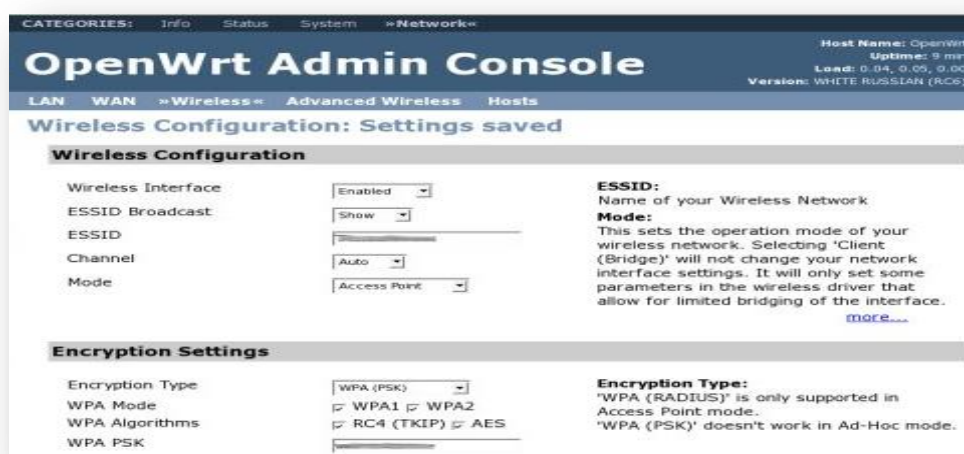 CATEGORIES: Info Status System »Network«
OpenWrt Admin Console
Host Name: OpenWrt
Uptime: 9 min
Load: 0.04, 0.05, 0.00
Version: WHITE RUSSIAN (RC6)
LAN WAN »Wireless« Advanced Wireless Hosts
Wireless Configuration: Settings saved
Wireless Configuration
Wireless Interface Enabled
ESSID Broadcast Show
ESSID
Channel Auto
Mode Access Point
ESSID:
Name of your Wireless Network
Mode:
This sets the operation mode of your
wireless network. Selecting 'Client
(Bridge)' will not change your network
interface settings. It will only set some
parameters in the wireless driver that
allow for limited bridging of the interface.
more...
Encryption Settings
Encryption Type WPA (PSK)
WPA Mode WPA1 WPA2
WPA Algorithms RC4 (TKIP) AES
WPA PSK
Encryption Type:
'WPA (RADIUS)' is only supported in
Access Point mode.
'WPA (PSK)' doesn't work in Ad-Hoc mode.